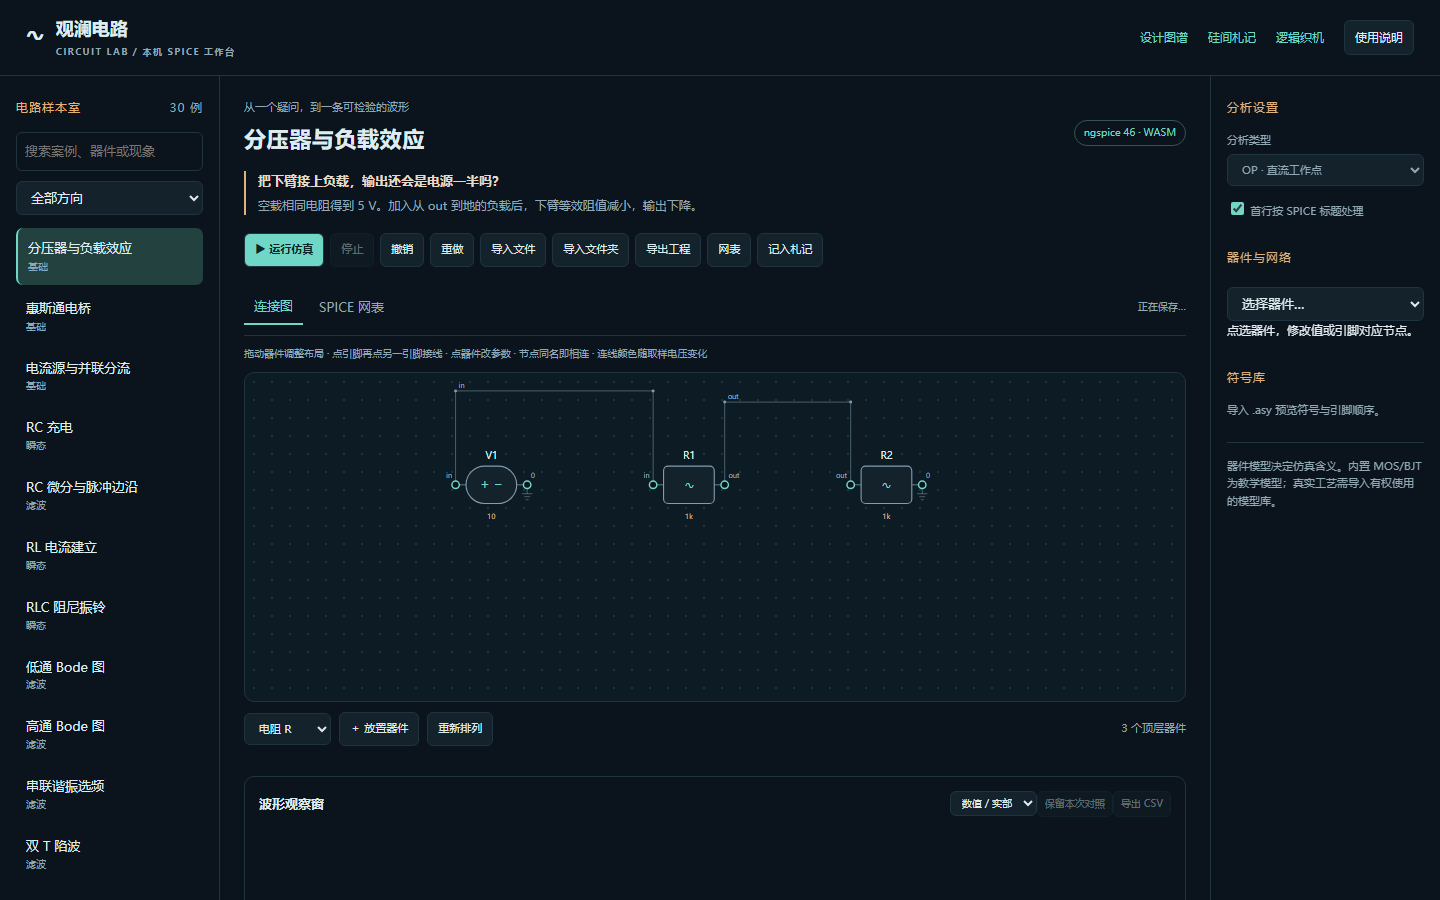 ∿ 观澜电路
CIRCUIT LAB / 本机 SPICE 工作台
设计图谱 硅间札记 逻辑织机 使用说明
电路样本室 30 例
搜索案例、器件或现象
全部方向
分压器与负载效应
基础
惠斯通电桥
基础
电流源与并联分流
基础
RC 充电
瞬态
RC 微分与脉冲边沿
滤波
RL 电流建立
瞬态
RLC 阻尼振铃
瞬态
低通 Bode 图
滤波
高通 Bode 图
滤波
串联谐振选频
滤波
双 T 陷波
滤波
从一个疑问，到一条可检验的波形
分压器与负载效应
ngspice 46 · WASM
把下臂接上负载，输出还会是电源一半吗？
空载相同电阻得到 5 V。加入从 out 到地的负载后，下臂等效阻值减小，输出下降。
▶ 运行仿真 停止 撤销 重做 导入文件 导入文件夹 导出工程 网表 记入札记
连接图 SPICE 网表 正在保存…
拖动器件调整布局 · 点引脚再点另一引脚接线 · 点器件改参数 · 节点同名即相连 · 连线颜色随取样电压变化
in
out
V1 R1 R2
in 0 in out out 0
+ − ∿ ∿
10 1k 1k
电阻 R + 放置器件 重新排列 3 个顶层器件
波形观察窗 数值 / 实部 保留本次对照 导出 CSV
分析设置
分析类型
OP · 直流工作点
首行按 SPICE 标题处理
器件与网络
选择器件...
点选器件，修改值或引脚对应节点。
符号库
导入 .asy 预览符号与引脚顺序。
器件模型决定仿真含义。内置 MOS/BJT
为教学模型；真实工艺需导入有权使用
的模型库。